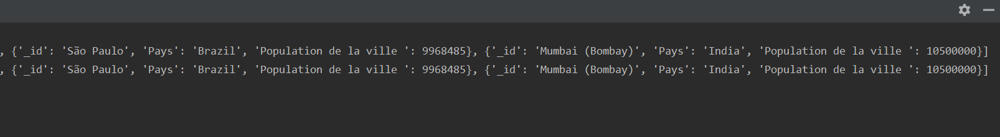 , {'_id': 'São Paulo', 'Pays': 'Brazil', 'Population de la ville ': 9968485}, {'_id': 'Mumbai (Bombay)', 'Pays': 'India', 'Population de la ville ': 10500000}]
, {'_id': 'São Paulo', 'Pays': 'Brazil', 'Population de la ville ': 9968485}, {'_id': 'Mumbai (Bombay)', 'Pays': 'India', 'Population de la ville ': 10500000}]